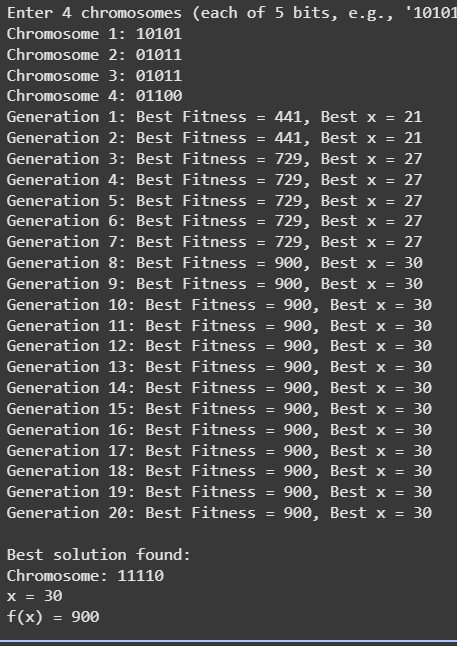 Enter 4 chromosomes (each of 5 bits, e.g., '10101
Chromosome 1: 10101
Chromosome 2: 01011
Chromosome 3: 01011
Chromosome 4: 01100
Generation 1: Best Fitness = 441, Best x = 21
Generation 2: Best Fitness = 441, Best x = 21
Generation 3: Best Fitness = 729, Best x = 27
Generation 4: Best Fitness = 729, Best x = 27
Generation 5: Best Fitness = 729, Best x = 27
Generation 6: Best Fitness = 729, Best x = 27
Generation 7: Best Fitness = 729, Best x = 27
Generation 8: Best Fitness = 900, Best x = 30
Generation 9: Best Fitness = 900, Best x = 30
Generation 10: Best Fitness = 900, Best x = 30
Generation 11: Best Fitness = 900, Best x = 30
Generation 12: Best Fitness = 900, Best x = 30
Generation 13: Best Fitness = 900, Best x = 30
Generation 14: Best Fitness = 900, Best x = 30
Generation 15: Best Fitness = 900, Best x = 30
Generation 16: Best Fitness = 900, Best x = 30
Generation 17: Best Fitness = 900, Best x = 30
Generation 18: Best Fitness = 900, Best x = 30
Generation 19: Best Fitness = 900, Best x = 30
Generation 20: Best Fitness = 900, Best x = 30
Best solution found:
Chromosome: 11110
x = 30
f(x) = 900